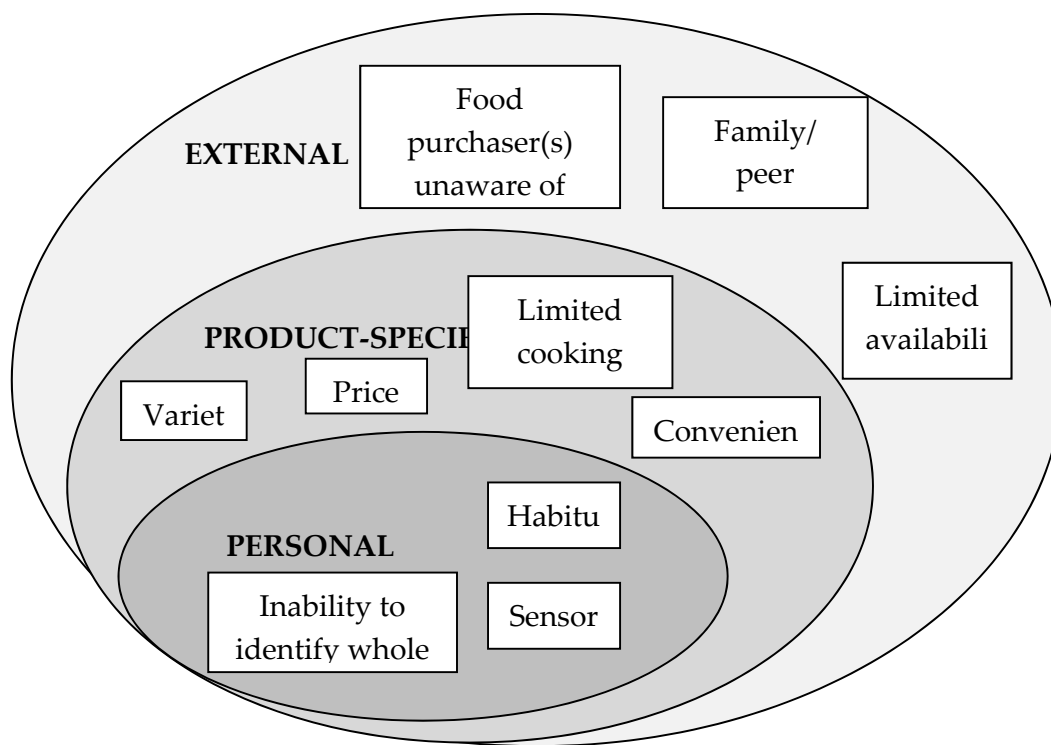 Food
purchaser(s)
unaware of
Family/
peer
EXTERNAL
Limited
availabili
Limited
cooking
PRODUCT-SPECIF
Price
Variet
Convenien
Habitu
PERSONAL
Inability to
identify whole
Sensor